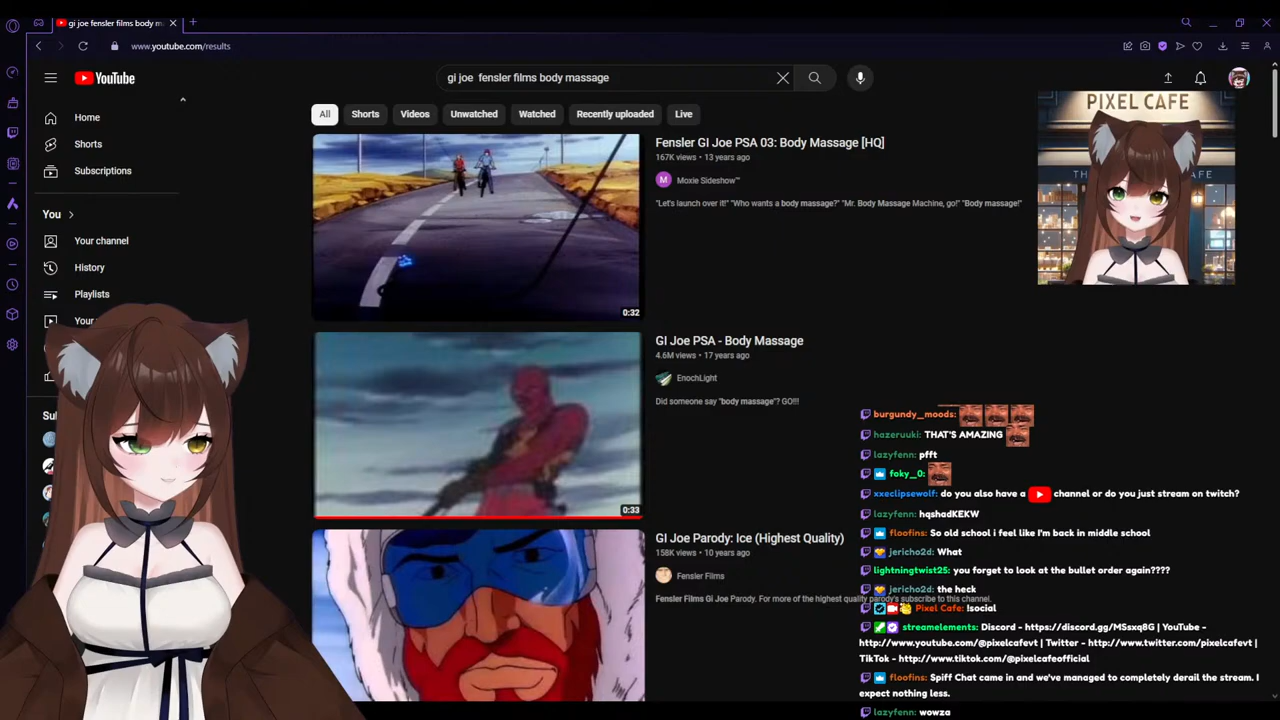 gi joe fensler films body m
www.youtube.com/results
YouTube
gi joe  fensler films body massage
All
Shorts
Videos
Unwatched
Watched
Recently uploaded
Live
Home
Shorts
Subscriptions
You
Your channel
History
Playlists
Your
Su
PIXEL CAFE
Fensler GI Joe PSA 03: Body Massage [HQ]
167K views • 13 years ago
Moxie Sideshow™
"Let's launch over it!" "Who wants a body massage?" "Mr. Body Massage Machine, go!" "Body massage!"
0:32
GI Joe PSA - Body Massage
4.6M views • 17 years ago
EnochLight
Did someone say "body massage"? GO!!!
0:33
GI Joe Parody: Ice (Highest Quality)
158K views • 10 years ago
Fensler Films
Fensler Films Gi Joe Parody. For more of the highest quality parody's subscribe to this channel.
burgundy_moods:
hazeruuki: THAT'S AMAZING
lazyfenn: pfft
foky_0:
xxeclipsewolf: do you also have a channel or do you just stream on twitch?
lazyfenn: hqshadKEKW
floofins: So old school i feel like I'm back in middle school
jericho2d: What
lightningtwist25: you forget to look at the bullet order again????
jericho2d: the heck
Pixel Cafe: !social
streamelements: Discord - https://discord.gg/MSsxq8G | YouTube -
http://www.youtube.com/@pixelcafevt | Twitter - http://www.twitter.com/pixelcafevt |
TikTok - http://www.tiktok.com/@pixelcafeofficial
floofins: Spiff Chat came in and we've managed to completely derail the stream. I
expect nothing less.
lazyfenn: wowza